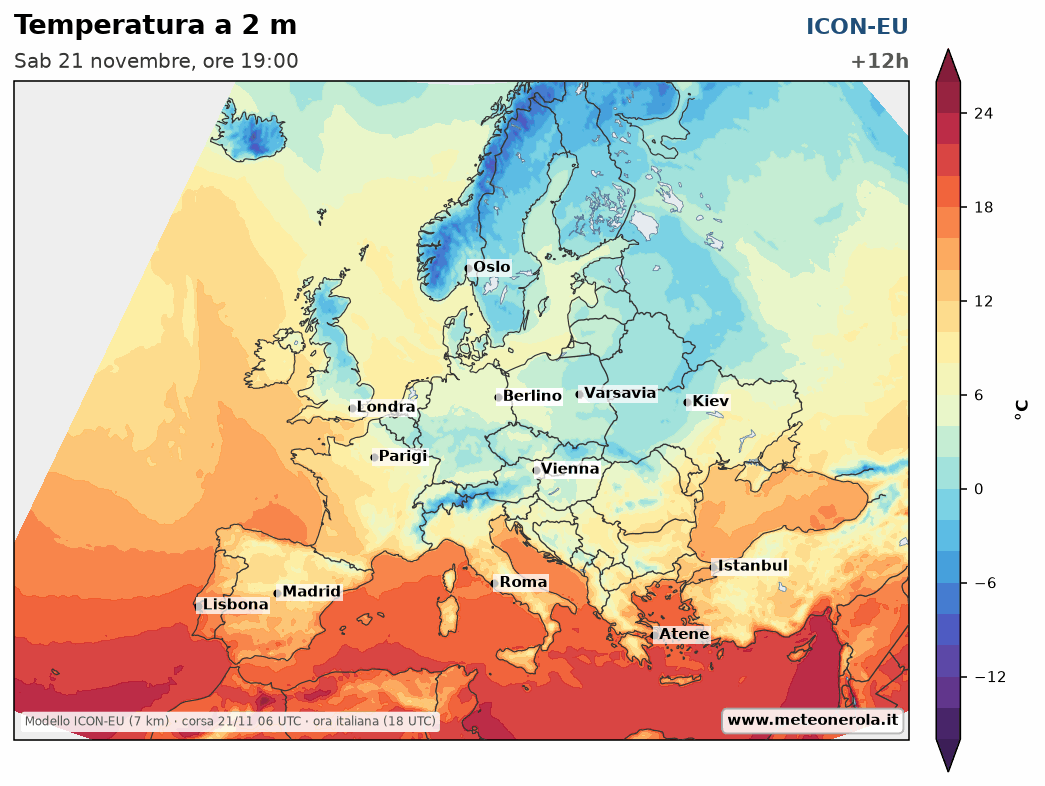 Temperatura a 2 m
ICON-EU
Sab 21 novembre, ore 19:00
+12h
24
18
12
6
0
−6
−12
°C
Oslo
Berlino
Varsavia
Kiev
Londra
Parigi
Vienna
Istanbul
Roma
Madrid
Lisbona
Atene
Modello ICON-EU (7 km) · corsa 21/11 06 UTC · ora italiana (18 UTC)
www.meteonerola.it